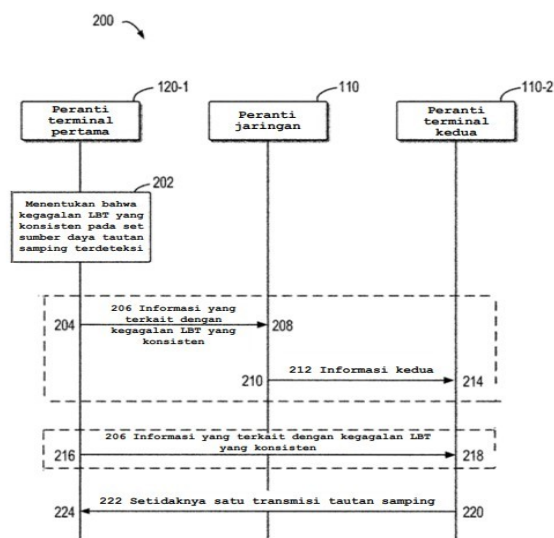 200
120-1
110
110-2
Peranti
terminal
pertama
Peranti
jaringan
Peranti
terminal
kedua
202
Menentukan bahwa
kegagalan LBT yang
konsisten pada set
sumber daya tautan
samping terdeteksi
206 Informasi yang
terkait dengan
kegagalan LBT yang
konsisten
204
208
212 Informasi kedua
210
214
206 Informasi yang terkait dengan kegagalan LBT
yang konsisten
216
218
222 Setidaknya satu transmisi tautan samping
224
220